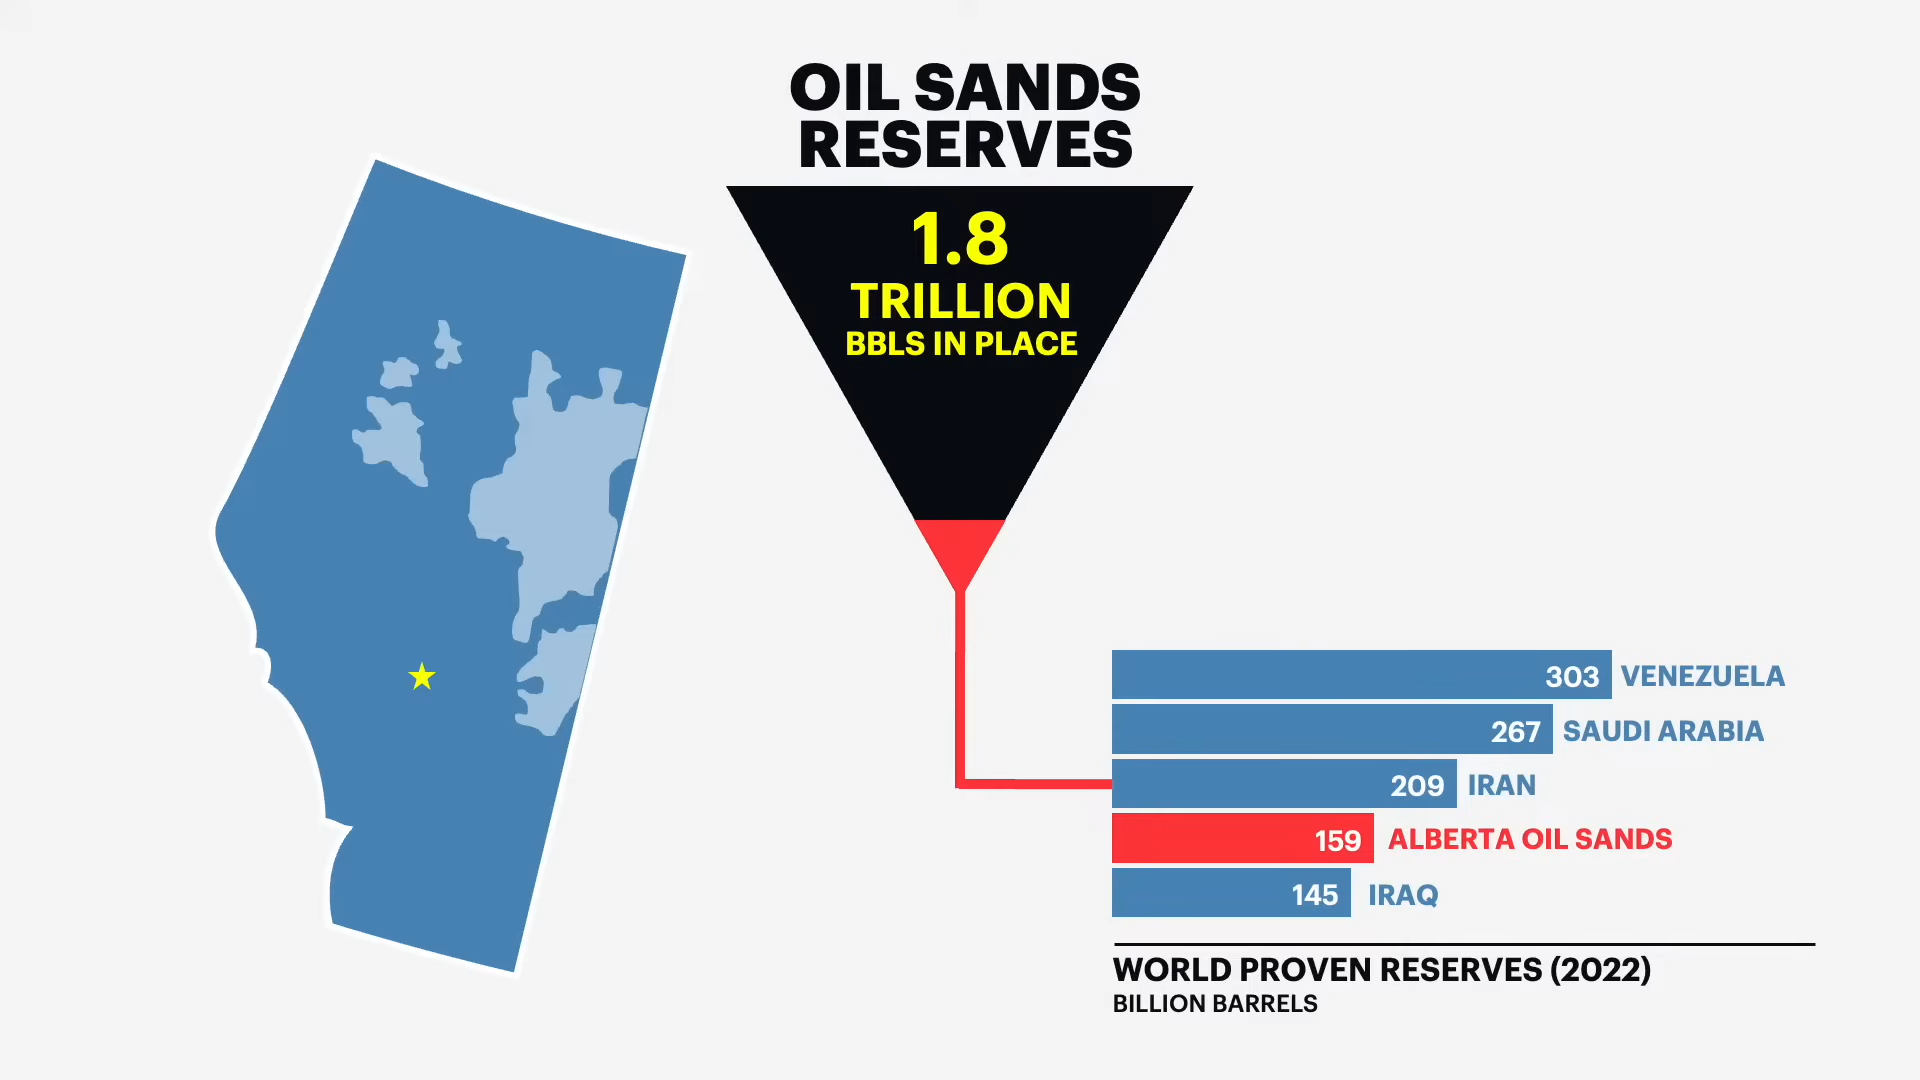 OIL SANDS
RESERVES
1.8
TRILLION
BBLS IN PLACE
303 VENEZUELA
267 SAUDI ARABIA
209 IRAN
159 ALBERTA OIL SANDS
145 IRAQ
WORLD PROVEN RESERVES (2022)
BILLION BARRELS